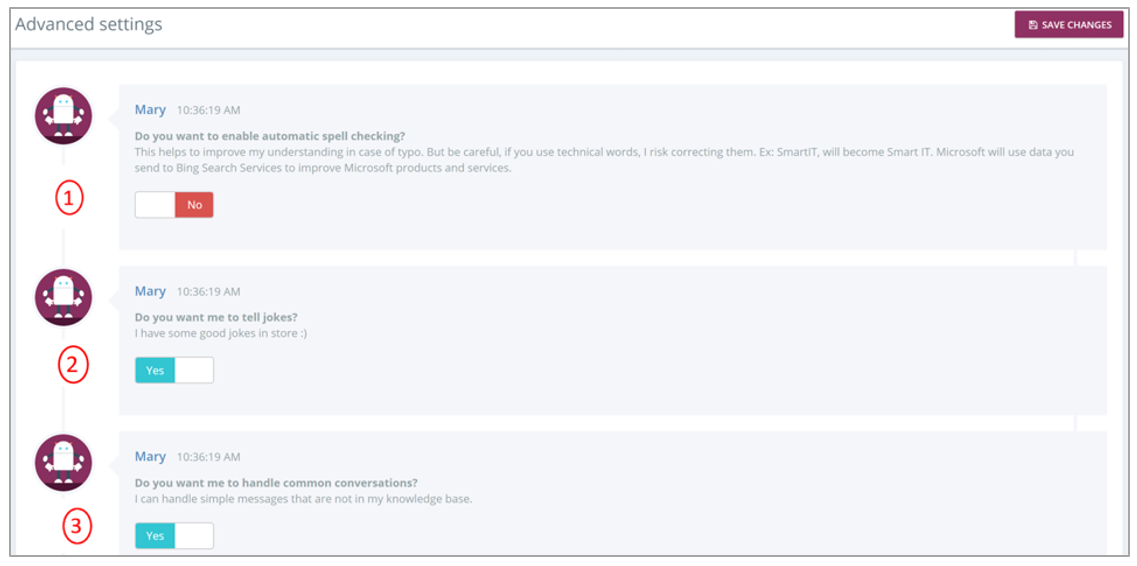 Advanced settings
SAVE CHANGES
Mary 10:36:19 AM
Do you want to enable automatic spell checking?
This helps to improve my understanding in case of typo. But be careful, if you use technical words, I risk correcting them. Ex: SmartIT, will become Smart IT. Microsoft will use data you
send to Bing Search Services to improve Microsoft products and services.
1
No
Mary 10:36:19 AM
Do you want me to tell jokes?
I have some good jokes in store :)
2
Yes
Mary 10:36:19 AM
Do you want me to handle common conversations?
I can handle simple messages that are not in my knowledge base.
3
Yes